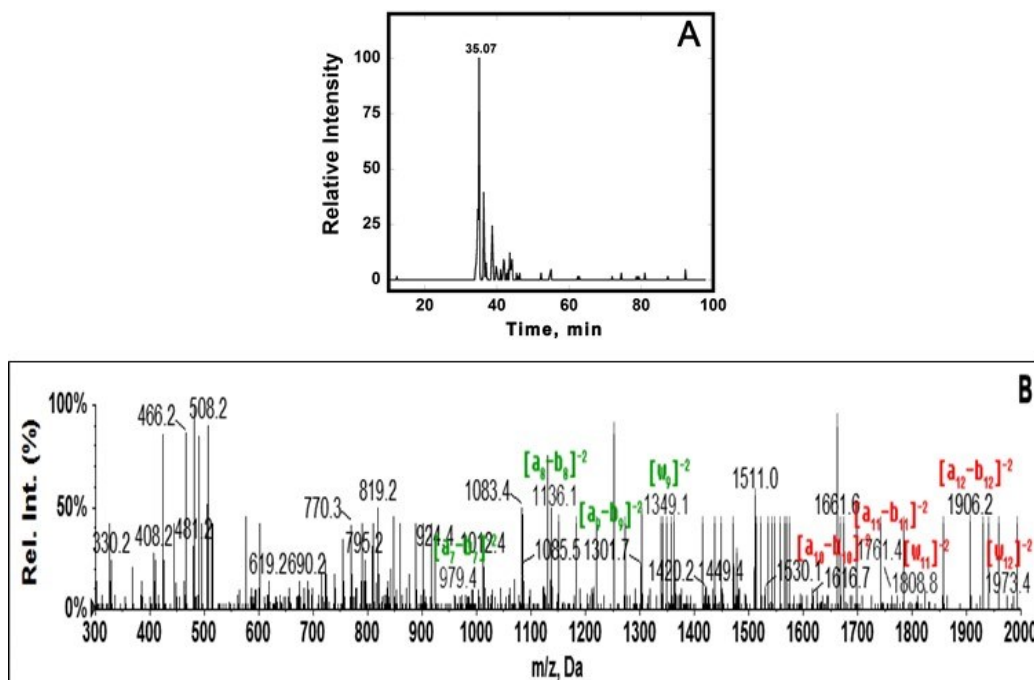 A
35.07
100
75
50
25
0
Relative Intensity
20 40 60 80 100
Time, min
B
Rel. Int. (%)
100%
50%
0%
466.2 508.2
330.2 408.2 481.2
619.2 690.2
770.3 795.2 819.2
924.4 979.4 1012.4
[a₇-b₇]⁻²
1083.4 1085.5
[a₈-b₈]⁻²
1136.1
[a₉-b₉]⁻²
1301.7
[w₉]⁻²
1349.1
1420.2 1449.4
1511.0 1530.1
[a₁₀-b₁₀]⁻²
1616.7
1661.6
[a₁₁-b₁₁]⁻²
1761.4
[w₁₁]⁻²
1808.8
[a₁₂-b₁₂]⁻²
1906.2
[w₁₂]⁻²
1973.4
300 400 500 600 700 800 900 1000 1100 1200 1300 1400 1500 1600 1700 1800 1900 2000
m/z, Da